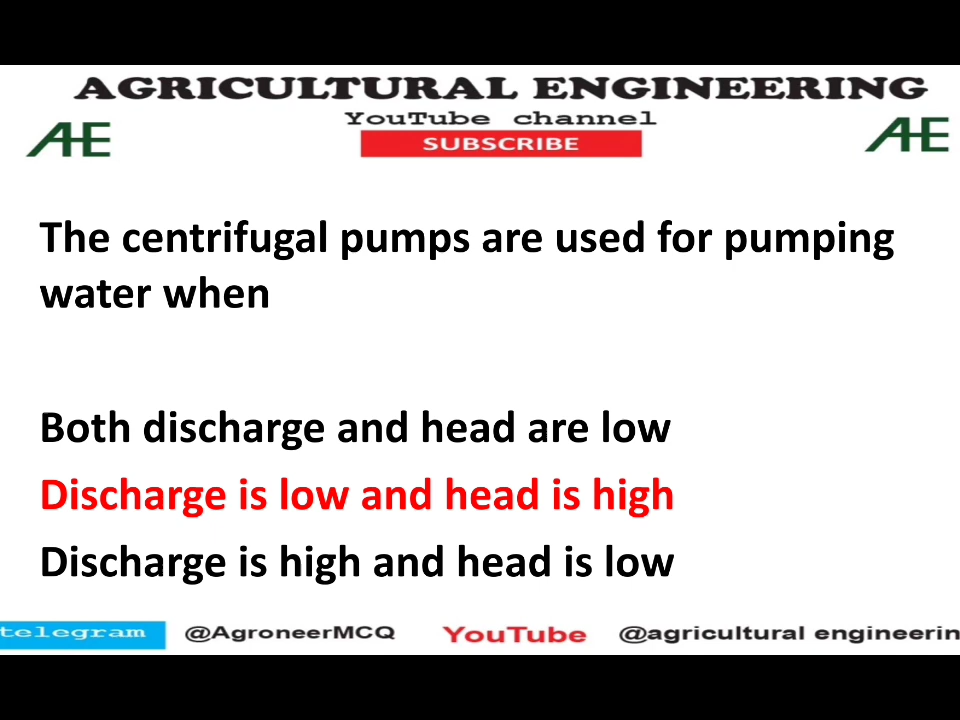 AGRICULTURAL ENGINEERING
YouTube channel
AHE
SUBSCRIBE
AHE
The centrifugal pumps are used for pumping
water when
Both discharge and head are low
Discharge is low and head is high
Discharge is high and head is low
telegram @AgroneerMCQ YouTube @agricultural engineerin